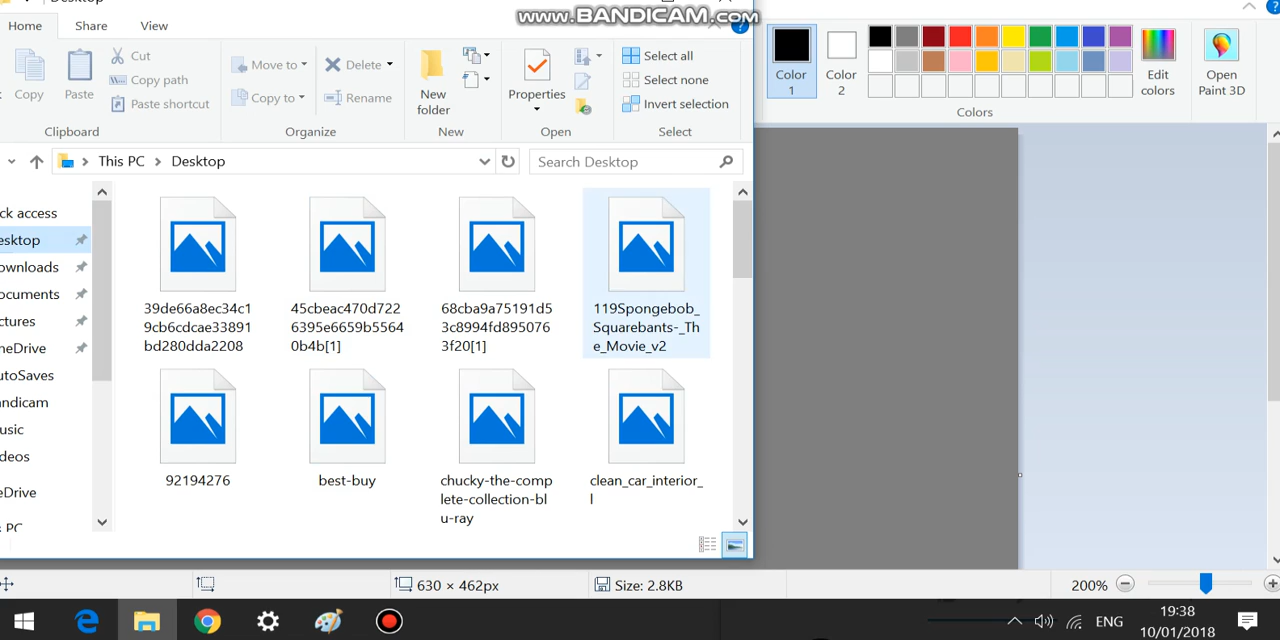 Desktop
www.BANDICAM.com
Home
Share
View
Copy
Paste
Cut
Copy path
Paste shortcut
Clipboard
Move to
Copy to
Delete
Rename
Organize
New
folder
New
Properties
Open
Select all
Select none
Invert selection
Select
Color
1
Color
2
Edit
colors
Open
Paint 3D
Colors
This PC
Desktop
Search Desktop
ck access
esktop
ownloads
ocuments
ctures
neDrive
utoSaves
andicam
usic
deos
neDrive
PC
39de66a8ec34c1
9cb6cdcae33891
bd280dda2208
45cbeac470d722
6395e6659b5564
0b4b[1]
68cba9a75191d5
3c8994fd895076
3f20[1]
119Spongebob_
Squarebants-_Th
e_Movie_v2
92194276
best-buy
chucky-the-comp
lete-collection-bl
u-ray
clean_car_interior_
l
630 × 462px
Size: 2.8KB
200%
ENG
19:38
10/01/2018